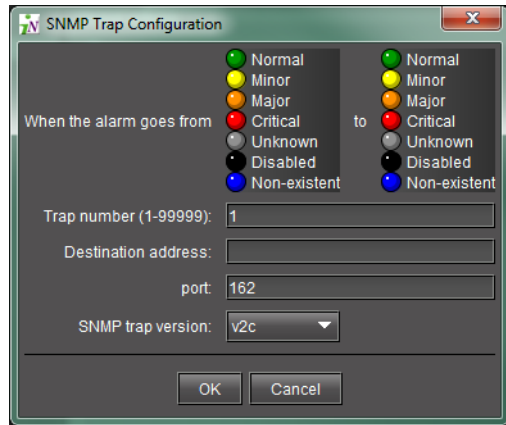 iN SNMP Trap Configuration
Normal Normal
Minor Minor
Major Major
When the alarm goes from Critical to Critical
Unknown Unknown
Disabled Disabled
Non-existent Non-existent
Trap number (1-99999): 1
Destination address:
port: 162
SNMP trap version: v2c
OK Cancel